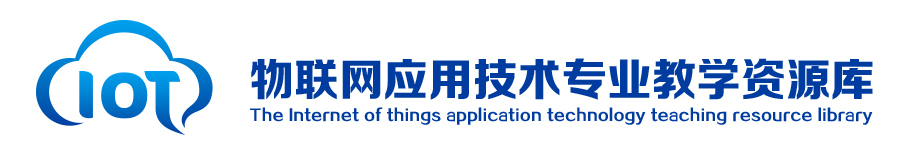 IOT
物联网应用技术专业教学资源库
The Internet of things application technology teaching resource library